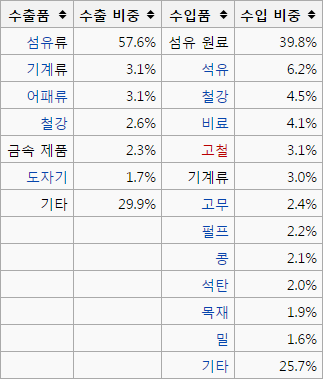 수출품 수출 비중 수입품 수입 비중
섬유류 57.6% 섬유 원료 39.8%
기계류 3.1% 석유 6.2%
어패류 3.1% 철강 4.5%
철강 2.6% 비료 4.1%
금속 제품 2.3% 고철 3.1%
도자기 1.7% 기계류 3.0%
기타 29.9% 고무 2.4%
펄프 2.2%
콩 2.1%
석탄 2.0%
목재 1.9%
밀 1.6%
기타 25.7%